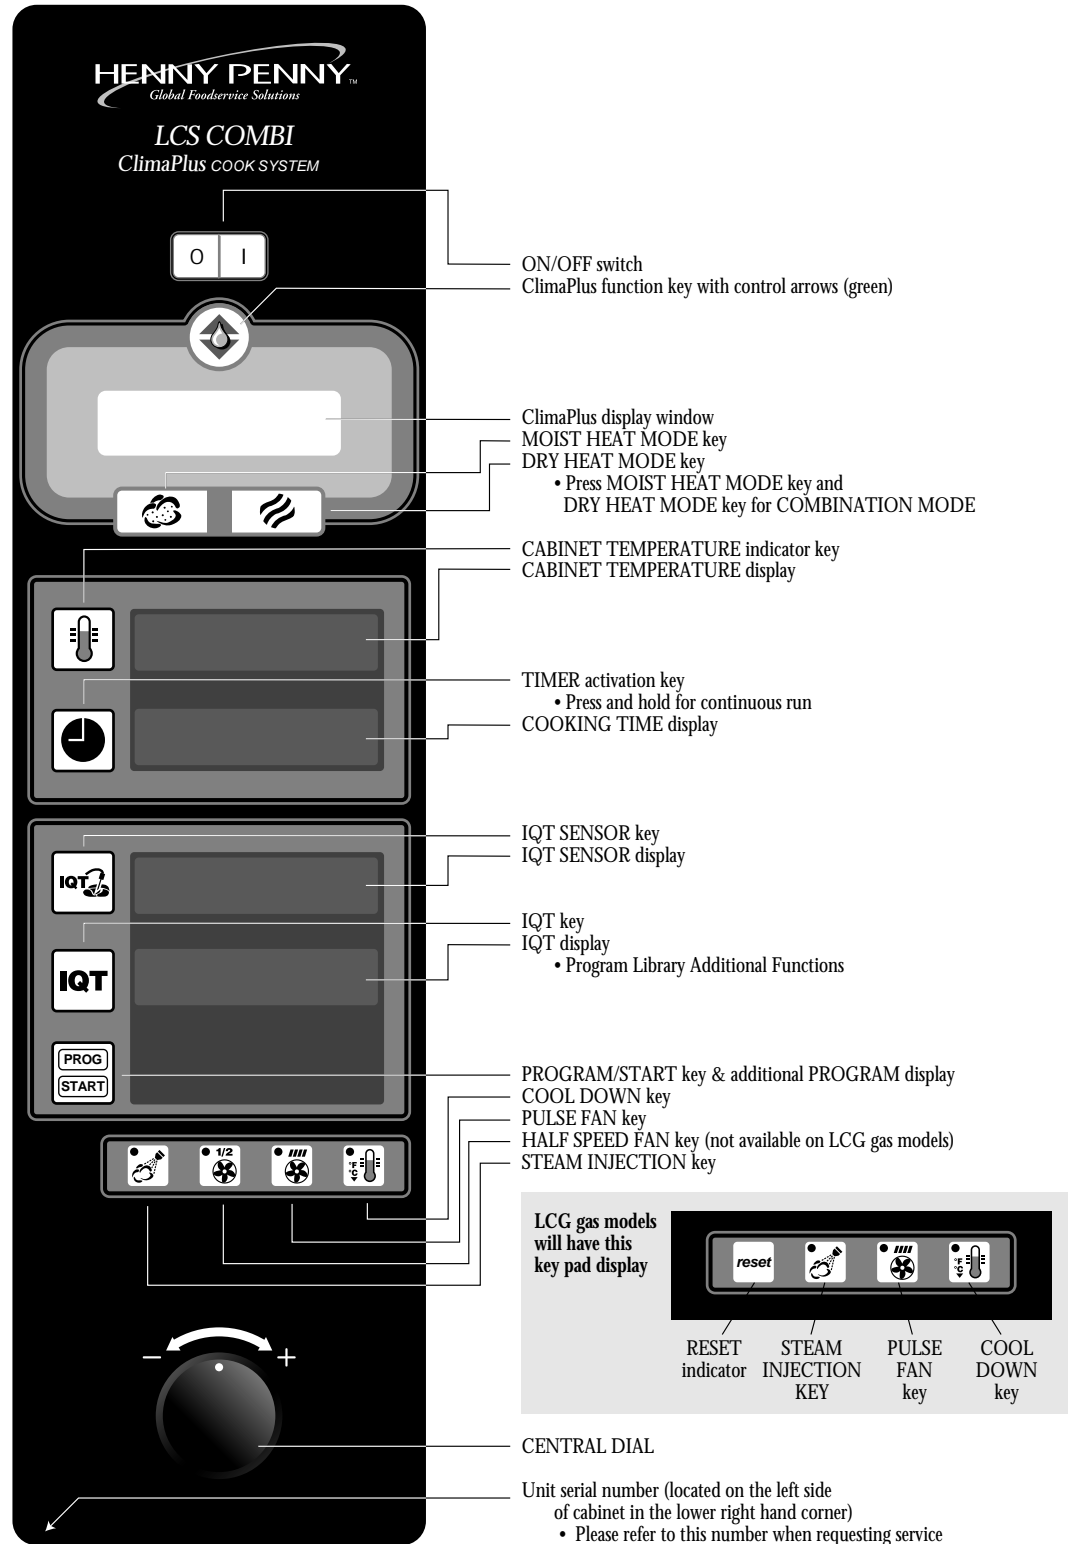 HENNY PENNY™
Global Foodservice Solutions
LCS COMBI
ClimaPlus COOK SYSTEM
O I
ON/OFF switch
ClimaPlus function key with control arrows (green)
ClimaPlus display window
MOIST HEAT MODE key
DRY HEAT MODE key
• Press MOIST HEAT MODE key and
DRY HEAT MODE key for COMBINATION MODE
CABINET TEMPERATURE indicator key
CABINET TEMPERATURE display
TIMER activation key
• Press and hold for continuous run
COOKING TIME display
IQT SENSOR key
IQT SENSOR display
IQT
IQT key
IQT display
• Program Library Additional Functions
IQT
PROG
START
PROGRAM/START key & additional PROGRAM display
COOL DOWN key
PULSE FAN key
HALF SPEED FAN key (not available on LCG gas models)
STEAM INJECTION key
1/2
°F
°C
LCG gas models
will have this
key pad display
reset
°F
°C
RESET
indicator
STEAM
INJECTION
KEY
PULSE
FAN
key
COOL
DOWN
key
– +
CENTRAL DIAL
Unit serial number (located on the left side
of cabinet in the lower right hand corner)
• Please refer to this number when requesting service